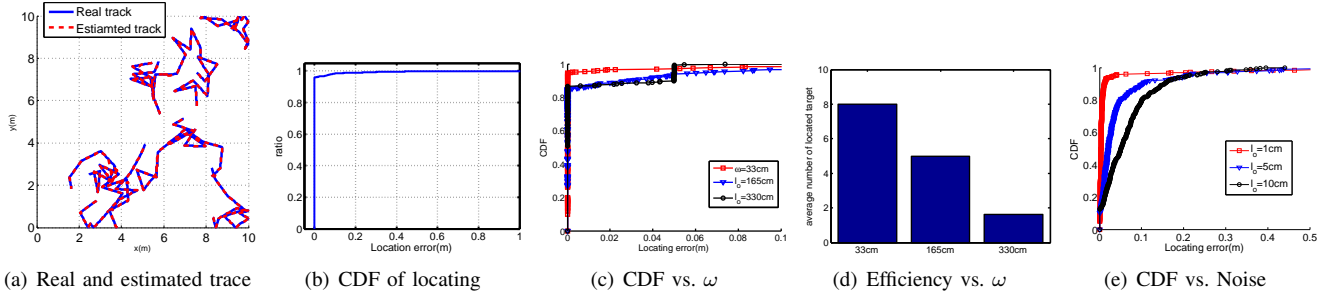 Real track
Estiamted track
10
8
6
4
2
0
y(m)
0 2 4 6 8 10
x(m)
(a) Real and estimated trace
1
0.8
0.6
0.4
0.2
0
ratio
0 0.2 0.4 0.6 0.8 1
Location error(m)
(b) CDF of locating
1
0.8
0.6
0.4
0.2
0
CDF
ω=33cm
l_o=165cm
l_o=330cm
0 0.02 0.04 0.06 0.08 0.1
Locating error(m)
(c) CDF vs. ω
10
8
6
4
2
0
average number of located target
33cm 165cm 330cm
(d) Efficiency vs. ω
1
0.8
0.6
0.4
0.2
0
CDF
l_o=1cm
l_o=5cm
l_o=10cm
0 0.1 0.2 0.3 0.4 0.5
Locating error(m)
(e) CDF vs. Noise